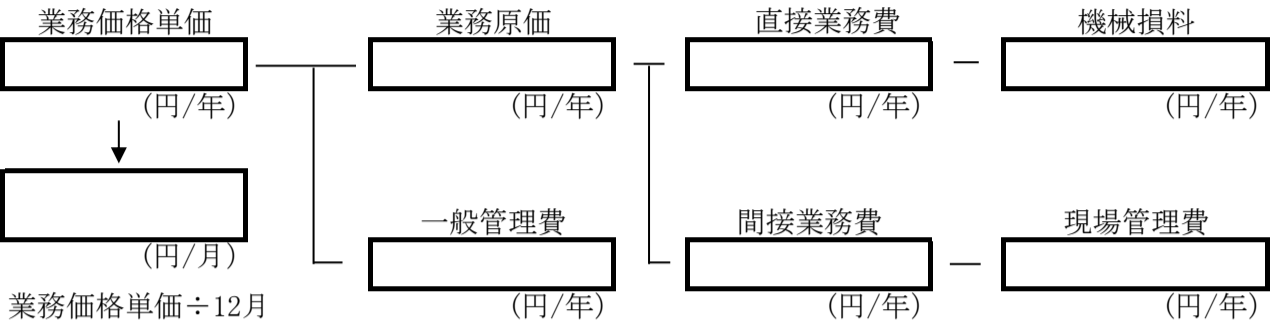 業務価格単価
業務原価
直接業務費
機械損料
(円/年)
(円/年)
(円/年)
(円/年)
一般管理費
間接業務費
現場管理費
(円/月)
業務価格単価÷12月
(円/年)
(円/年)
(円/年)